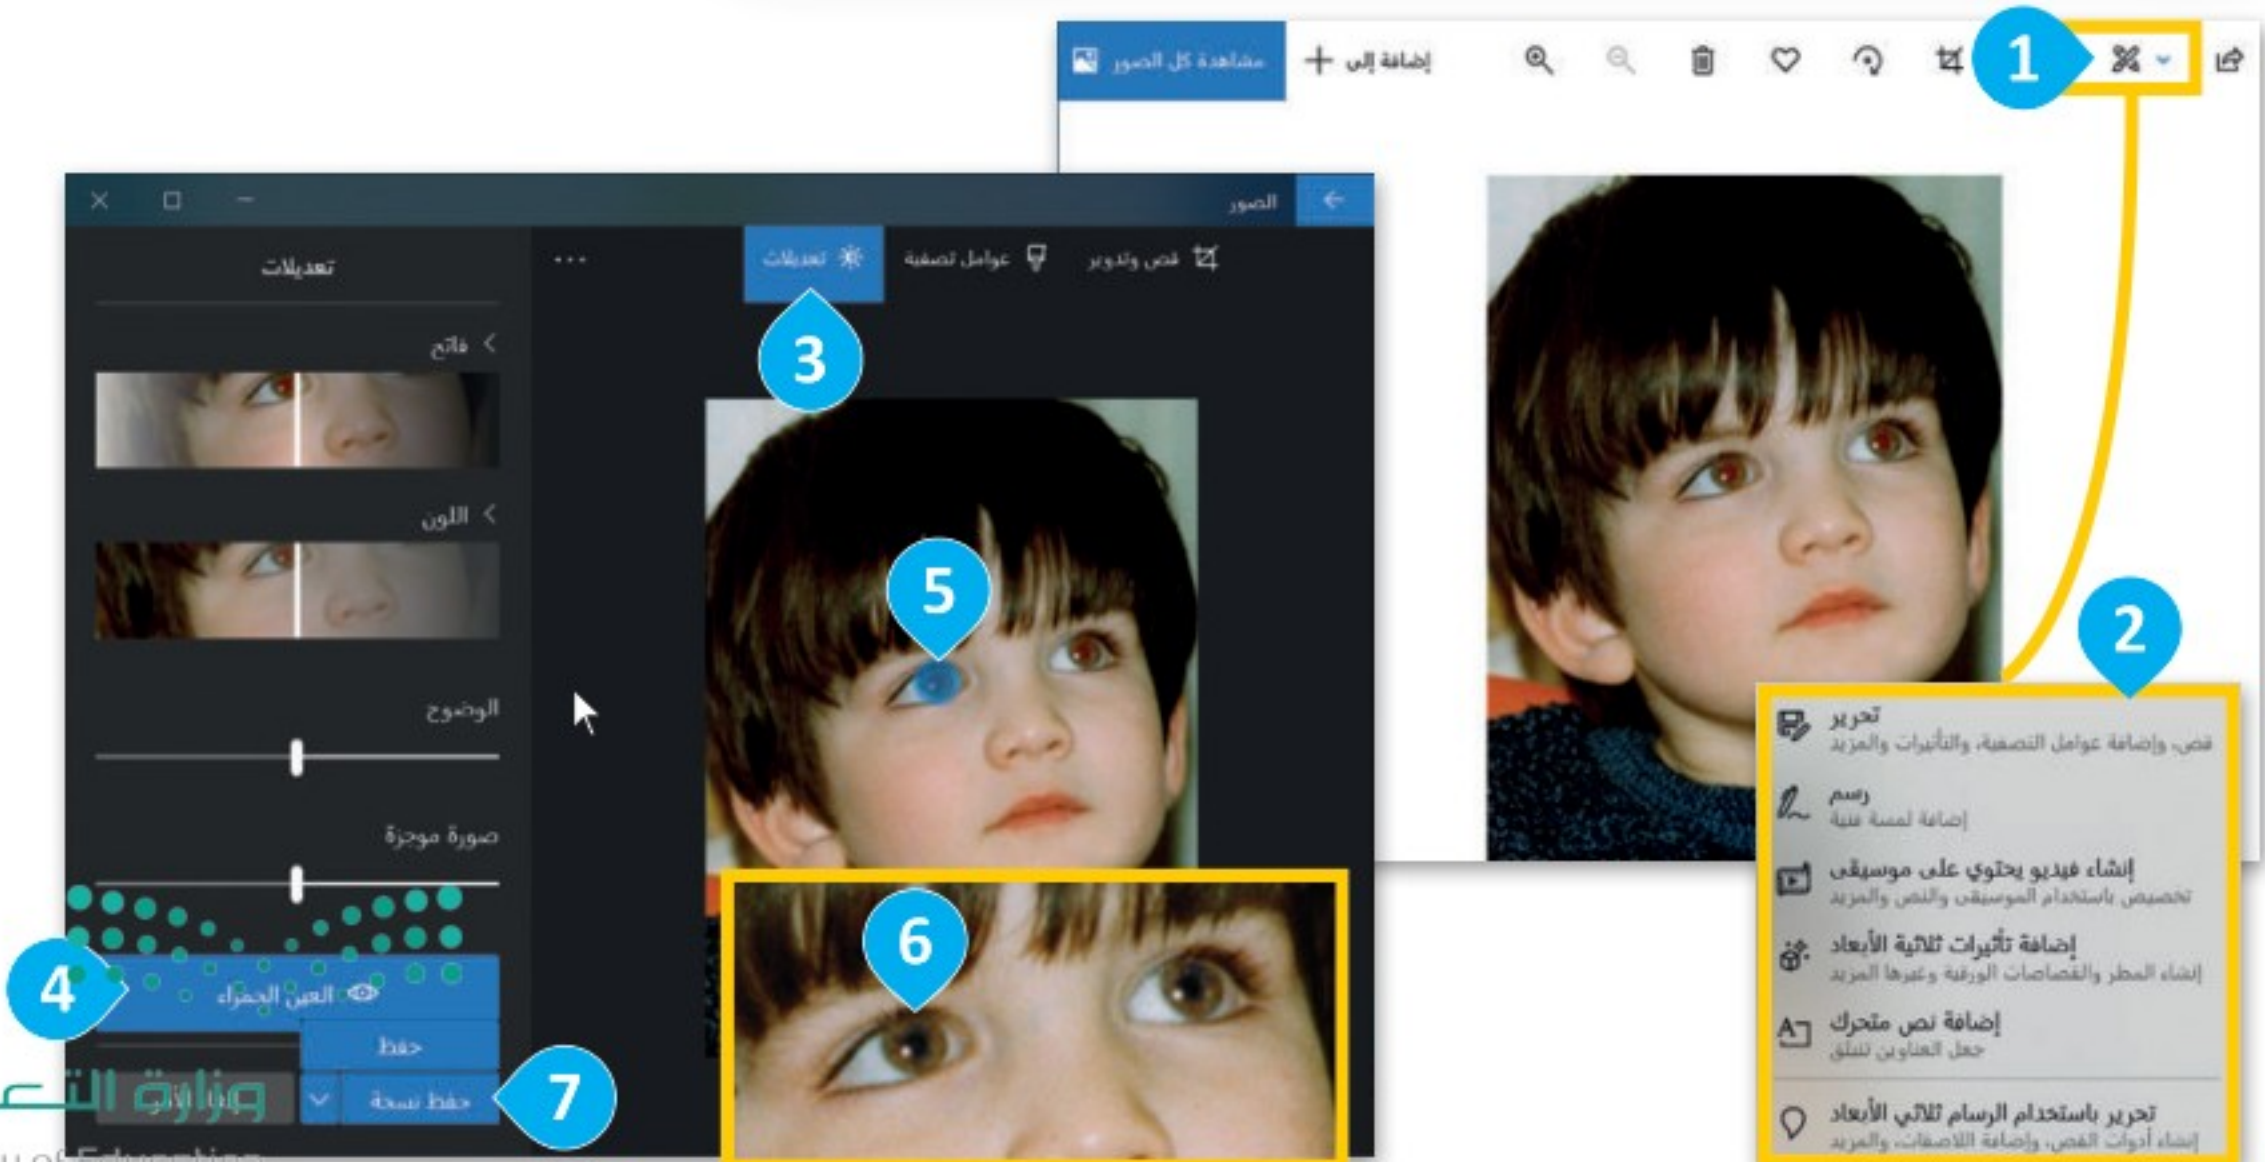 مشاهدة كل الصور
إضافة إلى
1
الصور
قص وتدوير
عوامل تصفية
تعديلات
3
تعديلات
فاتح
اللون
الوضوح
صورة موجزة
4
العين الحمراء
حفظ
حفظ نسخة
7
5
6
2
تحرير
قص، وإضافة عوامل التصفية، والتأثيرات والمزيد
رسم
إضافة لمسة فنية
إنشاء فيديو يحتوي على موسيقى
تخصيص باستخدام الموسيقى والنص والمزيد
إضافة تأثيرات ثلاثية الأبعاد
إنشاء المطر والقصاصات الورقية وغيرها المزيد
إضافة نص متحرك
جعل العناوين تنبثق
تحرير باستخدام الرسام ثلاثي الأبعاد
إنشاء أدوات القص، وإضافة اللاصقات، والمزيد
وزارة